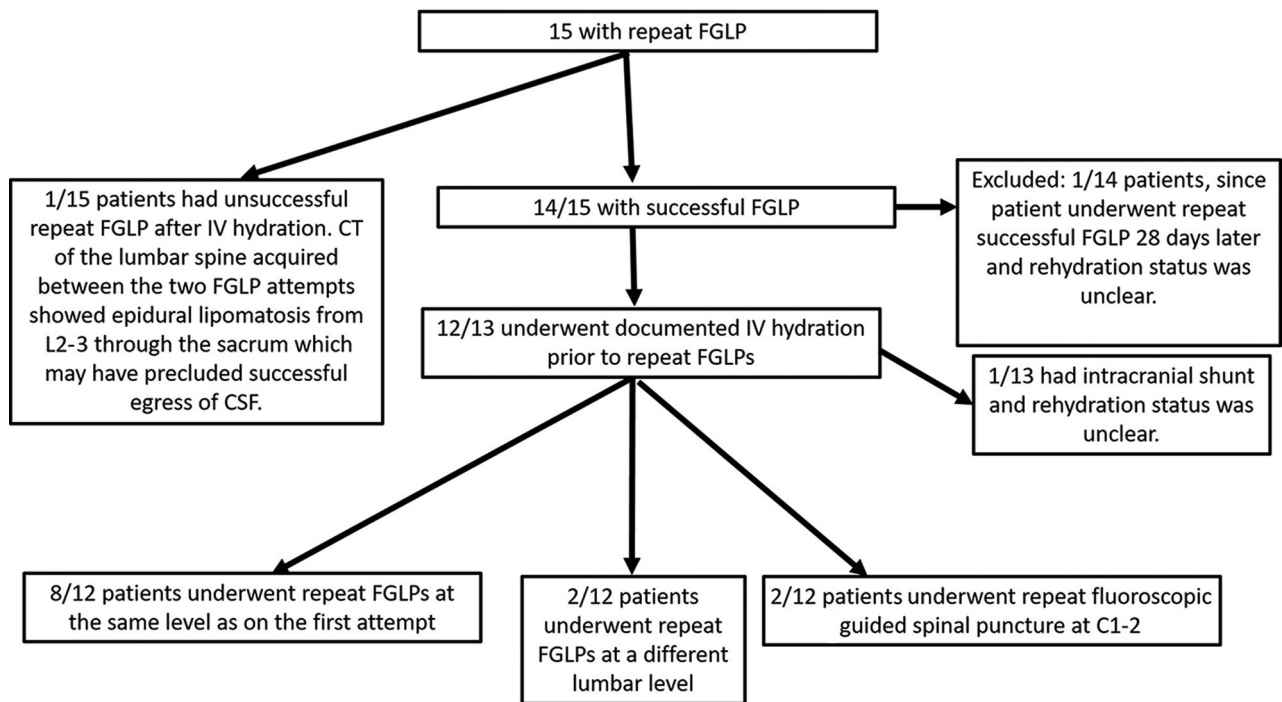 15 with repeat FGLP
1/15 patients had unsuccessful
repeat FGLP after IV hydration. CT
of the lumbar spine acquired
between the two FGLP attempts
showed epidural lipomatosis from
L2-3 through the sacrum which
may have precluded successful
egress of CSF.
14/15 with successful FGLP
Excluded: 1/14 patients, since
patient underwent repeat
successful FGLP 28 days later
and rehydration status was
unclear.
12/13 underwent documented IV hydration
prior to repeat FGLPs
1/13 had intracranial shunt
and rehydration status was
unclear.
8/12 patients underwent repeat FGLPs at
the same level as on the first attempt
2/12 patients
underwent repeat
FGLPs at a different
lumbar level
2/12 patients underwent repeat fluoroscopic
guided spinal puncture at C1-2